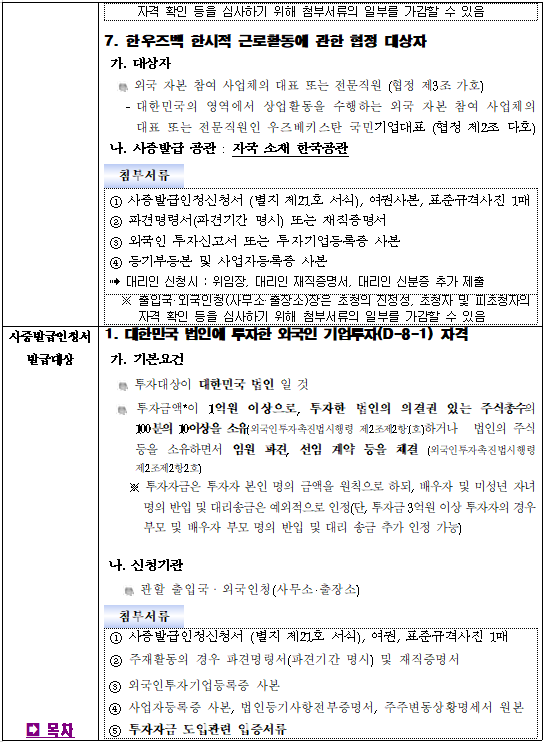 자격 확인 등을 심사하기 위해 첨부서류의 일부를 가감할 수 있음
7. 한·우즈벡 한시적 근로활동에 관한 협정 대상자
가. 대상자
외국 자본 참여 사업체의 대표 또는 전문직원 (협정 제3조 가호)
- 대한민국의 영역에서 상업활동을 수행하는 외국 자본 참여 사업체의
대표 또는 전문직원인 우즈베키스탄 국민기업대표 (협정 제2조 다호)
나. 사증발급 공관 : 자국 소재 한국공관
첨부서류
① 사증발급인정신청서 (별지 제21호 서식), 여권사본, 표준규격사진 1매
② 파견명령서(파견기간 명시) 또는 재직증명서
③ 외국인 투자신고서 또는 투자기업등록증 사본
④ 등기부등본 및 사업자등록증 사본
➟ 대리인 신청시 : 위임장, 대리인 재직증명서, 대리인 신분증 추가 제출
※ 출입국·외국인청(사무소·출장소)장은 초청의 진정성, 초청자 및 피초청자의
자격 확인 등을 심사하기 위해 첨부서류의 일부를 가감할 수 있음
사증발급인정서
발급대상
1. 대한민국 법인에 투자한 외국인 기업투자(D-8-1) 자격
가. 기본요건
투자대상이 대한민국 법인 일 것
투자금액*이 1억원 이상으로, 투자한 법인의 의결권 있는 주식총수의
100분의 10이상을 소유(외국인투자촉진법시행령 제2조제2항1호)하거나 법인의 주식
등을 소유하면서 임원 파견, 선임 계약 등을 체결 (외국인투자촉진법시행령
제2조제2항2호)
※ 투자자금은 투자자 본인 명의 금액을 원칙으로 하되, 배우자 및 미성년 자녀
명의 반입 및 대리송금은 예외적으로 인정(단, 투자금 3억원 이상 투자자의 경우
부모 및 배우자 부모 명의 반입 및 대리 송금 추가 인정 가능)
나. 신청기관
관할 출입국·외국인청(사무소·출장소)
첨부서류
① 사증발급인정신청서 (별지 제21호 서식), 여권, 표준규격사진 1매
② 주재활동의 경우 파견명령서(파견기간 명시) 및 재직증명서
③ 외국인투자기업등록증 사본
④ 사업자등록증 사본, 법인등기사항전부증명서, 주주변동상황명세서 원본
⑤ 투자자금 도입관련 입증서류
목차